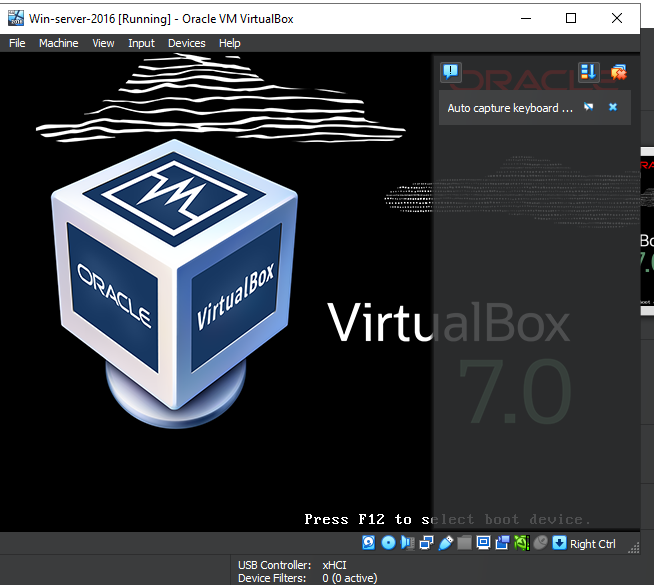 Win-server-2016 [Running] - Oracle VM VirtualBox
File Machine View Input Devices Help
ORACLE
Auto capture keyboard ...
ORACLE
VirtualBox
VirtualBox
7.0
Press F12 to select boot device.
Right Ctrl
USB Controller: xHCI
Device Filters: 0 (0 active)